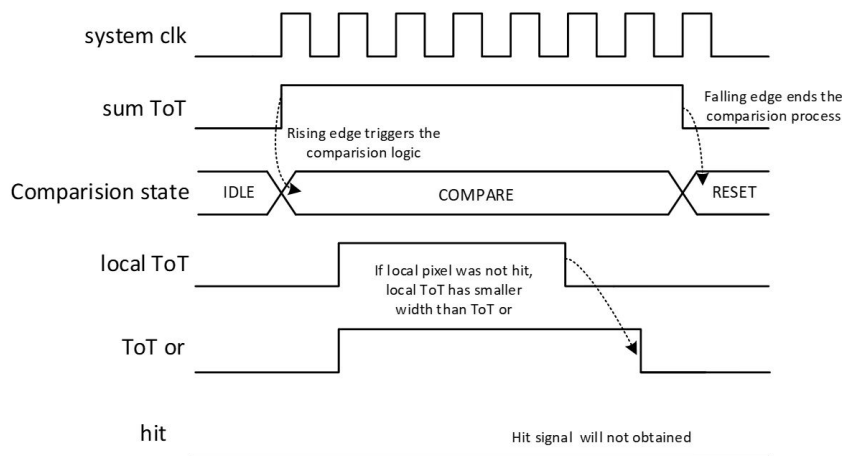 system clk
sum ToT
Falling edge ends the
comparision process
Rising edge triggers the
comparision logic
Comparision state
IDLE
COMPARE
RESET
local ToT
If local pixel was not hit,
local ToT has smaller
width than ToT or
ToT or
hit
Hit signal will not obtained